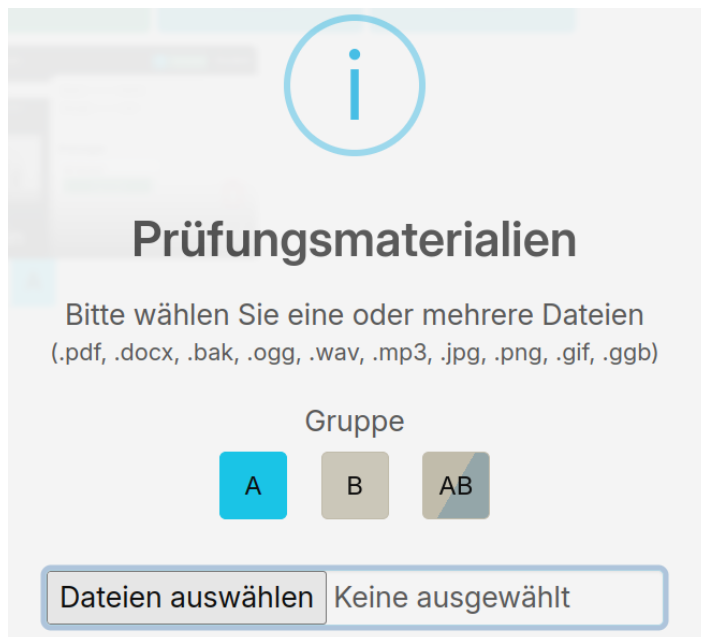 Prüfungsmaterialien
Bitte wählen Sie eine oder mehrere Dateien
(.pdf, .docx, .bak, .ogg, .wav, .mp3, .jpg, .png, .gif, .ggb)
Gruppe
A B AB
Dateien auswählen Keine ausgewählt